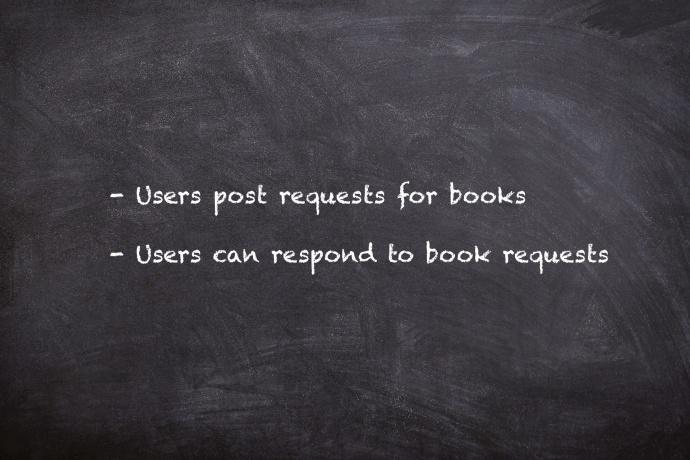 - Users post requests for books
- Users can respond to book requests